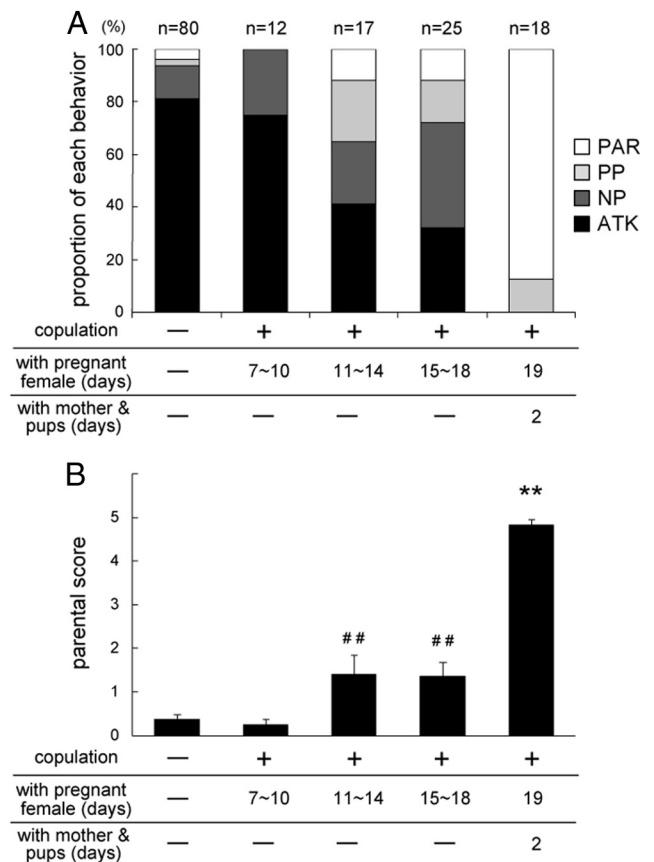 A (%) n=80 n=12 n=17 n=25 n=18
100
80
60
40
20
0
proportion of each behavior
PAR
PP
NP
ATK
copulation — + + + +
with pregnant
female (days) — 7~10 11~14 15~18 19
with mother &
pups (days) — — — — 2
B
5
4
3
2
1
0
parental score
## ## **
copulation — + + + +
with pregnant
female (days) — 7~10 11~14 15~18 19
with mother &
pups (days) — — — — 2